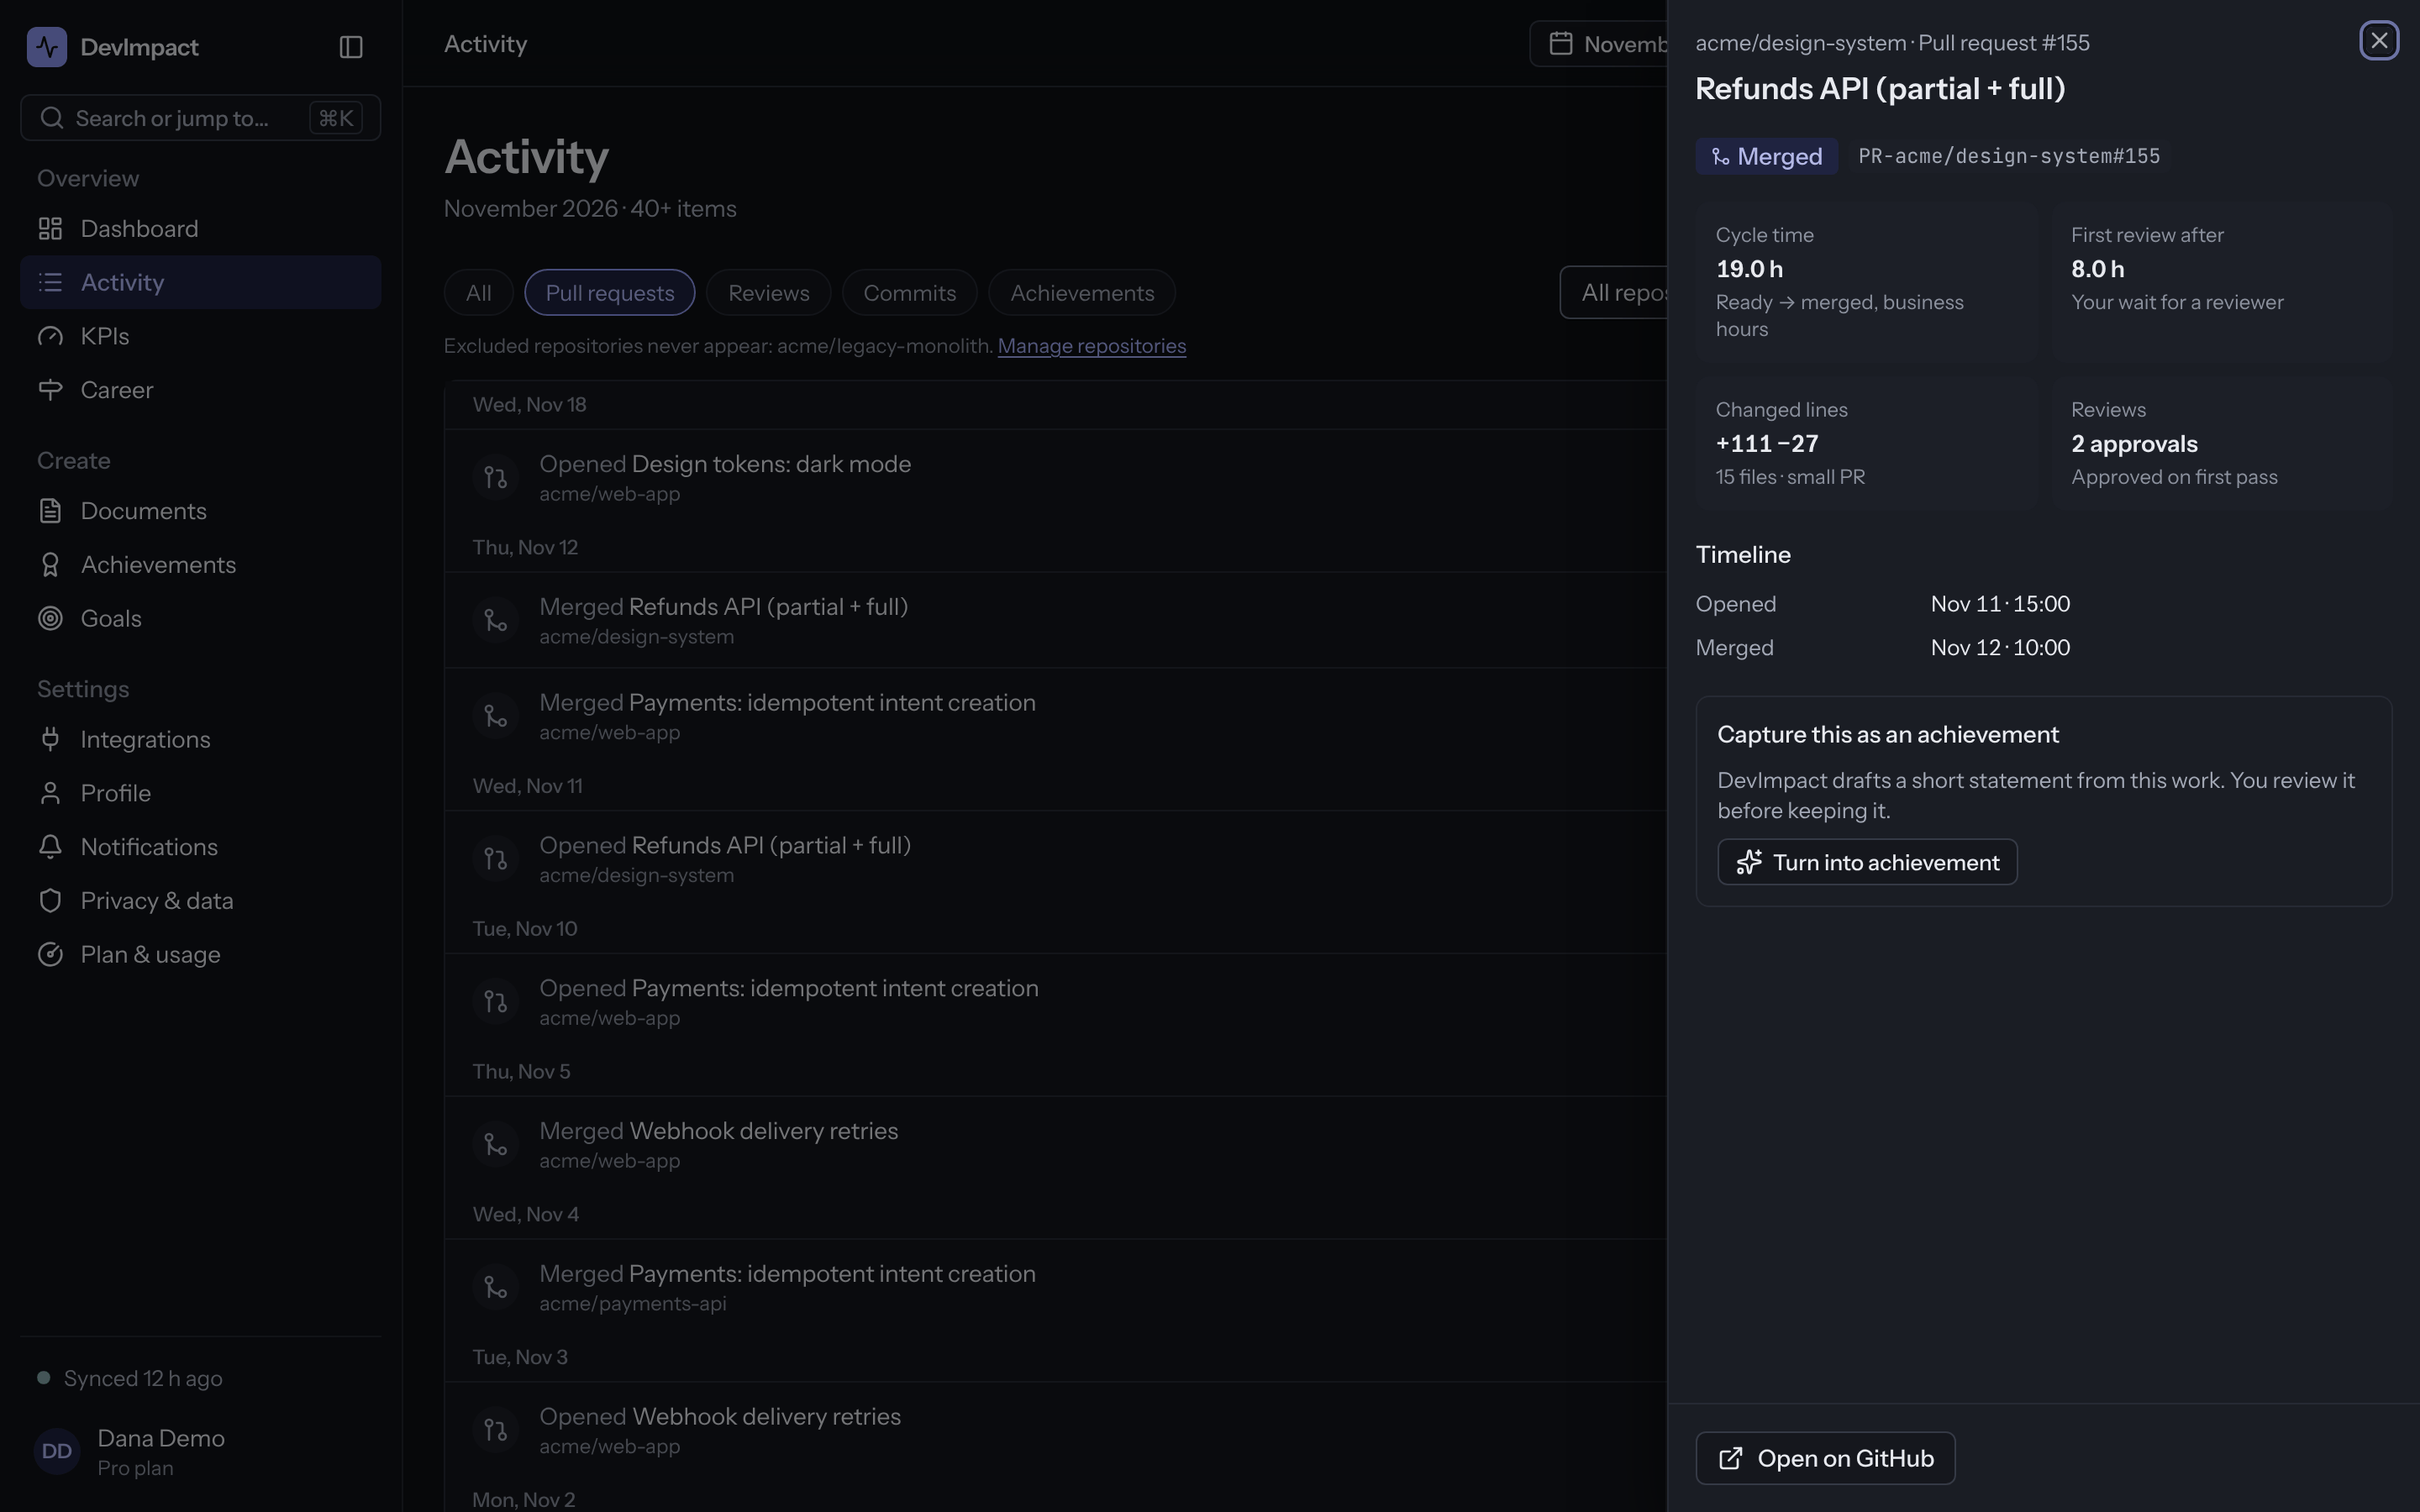 DevImpact
Search or jump to... ⌘K
Overview
Dashboard
Activity
KPIs
Career
Create
Documents
Achievements
Goals
Settings
Integrations
Profile
Notifications
Privacy & data
Plan & usage
Synced 12 h ago
DD
Dana Demo
Pro plan
Activity
Novemb
Activity
November 2026 · 40+ items
All
Pull requests
Reviews
Commits
Achievements
All repos
Excluded repositories never appear: acme/legacy-monolith. Manage repositories
Wed, Nov 18
Opened Design tokens: dark mode
acme/web-app
Thu, Nov 12
Merged Refunds API (partial + full)
acme/design-system
Merged Payments: idempotent intent creation
acme/web-app
Wed, Nov 11
Opened Refunds API (partial + full)
acme/design-system
Tue, Nov 10
Opened Payments: idempotent intent creation
acme/web-app
Thu, Nov 5
Merged Webhook delivery retries
acme/web-app
Wed, Nov 4
Merged Payments: idempotent intent creation
acme/payments-api
Tue, Nov 3
Opened Webhook delivery retries
acme/web-app
Mon, Nov 2
acme/design-system · Pull request #155
Refunds API (partial + full)
Merged PR-acme/design-system#155
Cycle time
19.0 h
Ready → merged, business
hours
First review after
8.0 h
Your wait for a reviewer
Changed lines
+111 −27
15 files · small PR
Reviews
2 approvals
Approved on first pass
Timeline
Opened Nov 11 · 15:00
Merged Nov 12 · 10:00
Capture this as an achievement
DevImpact drafts a short statement from this work. You review it
before keeping it.
Turn into achievement
Open on GitHub